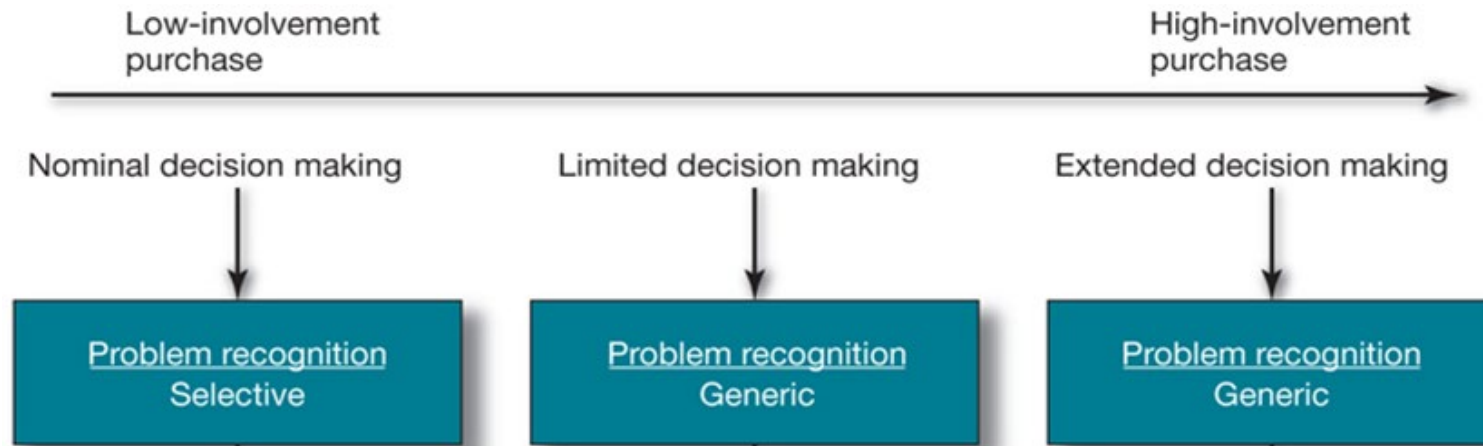 Low-involvement
purchase
High-involvement
purchase
Nominal decision making
Limited decision making
Extended decision making
Problem recognition
Selective
Problem recognition
Generic
Problem recognition
Generic